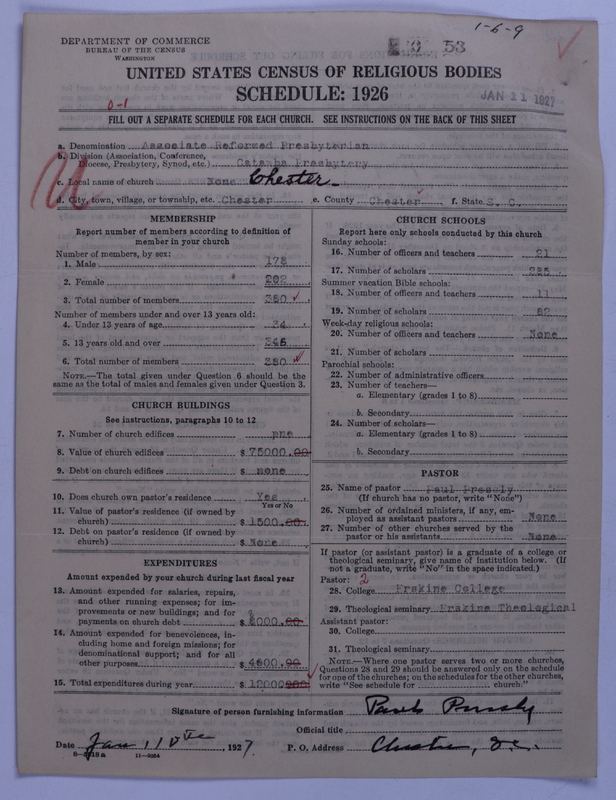 1-6-9
DEPARTMENT OF COMMERCE
BUREAU OF THE CENSUS
WASHINGTON
53
UNITED STATES CENSUS OF RELIGIOUS BODIES
SCHEDULE: 1926
JAN 11 1927
0-1
FILL OUT A SEPARATE SCHEDULE FOR EACH CHURCH. SEE INSTRUCTIONS ON THE BACK OF THIS SHEET
a. Denomination Associate Reformed Presbyterian
b. Division (Association, Conference, Diocese, Presbytery, Synod, etc.) Catawba Presbytery
c. Local name of church None Chester
d. City, town, village, or township, etc. Chester e. County Chester f. State S. C.
MEMBERSHIP
Report number of members according to definition of member in your church
Number of members, by sex:
1. Male 178
2. Female 202
3. Total number of members 380
Number of members under and over 13 years old:
4. Under 13 years of age 34
5. 13 years old and over 346
6. Total number of members 380
NOTE.—The total given under Question 6 should be the same as the total of males and females given under Question 3.
CHURCH BUILDINGS
See instructions, paragraphs 10 to 12
7. Number of church edifices one
8. Value of church edifices $ 75000.00
9. Debt on church edifices $ none
10. Does church own pastor's residence Yes
Yes or No
11. Value of pastor's residence (if owned by church) $ 1500.00
12. Debt on pastor's residence (if owned by church) $ None
EXPENDITURES
Amount expended by your church during last fiscal year
13. Amount expended for salaries, repairs, and other running expenses; for improvements or new buildings; and for payments on church debt $ 8000.00
14. Amount expended for benevolences, including home and foreign missions; for denominational support; and for all other purposes $ 4000.00
15. Total expenditures during year $ 12000
CHURCH SCHOOLS
Report here only schools conducted by this church
Sunday schools:
16. Number of officers and teachers 21
17. Number of scholars
Summer vacation Bible schools:
18. Number of officers and teachers 11
19. Number of scholars 82
Week-day religious schools:
20. Number of officers and teachers None
21. Number of scholars
Parochial schools:
22. Number of administrative officers
23. Number of teachers—
a. Elementary (grades 1 to 8)
b. Secondary
24. Number of scholars—
a. Elementary (grades 1 to 8)
b. Secondary
PASTOR
25. Name of pastor Paul Pressly
(If church has no pastor, write "None")
26. Number of ordained ministers, if any, employed as assistant pastors None
27. Number of other churches served by the pastor or his assistants None
If pastor (or assistant pastor) is a graduate of a college or theological seminary, give name of institution below. (If not a graduate, write "No" in the space indicated.)
Pastor: 2
28. College Erskine College
29. Theological seminary Erskine Theological
Assistant pastor:
30. College
31. Theological seminary
NOTE.—Where one pastor serves two or more churches, Questions 28 and 29 should be answered only on the schedule for one of the churches; on the schedules for the other churches, write "See schedule for church."
Signature of person furnishing information Paul Pressly
Official title
Date Jan 11 1927
P. O. Address Chester, S.C.
11—3054